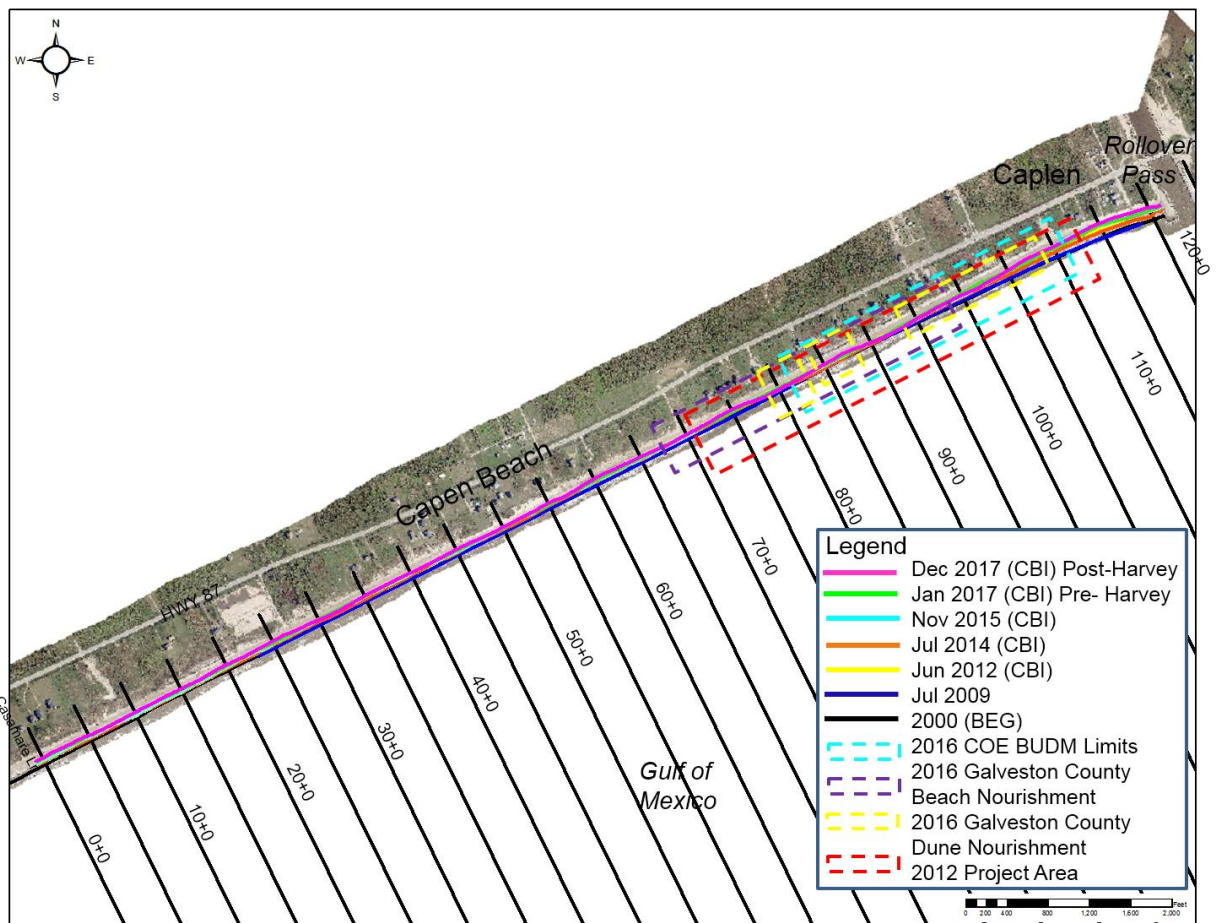 N
W E
S
Rollover
Pass
Caplen
120+0
110+0
100+0
90+0
80+0
70+0
60+0
50+0
40+0
30+0
20+0
10+0
0+0
Capen Beach
HWY 87
Gulf of
Mexico
Legend
Dec 2017 (CBI) Post-Harvey
Jan 2017 (CBI) Pre- Harvey
Nov 2015 (CBI)
Jul 2014 (CBI)
Jun 2012 (CBI)
Jul 2009
2000 (BEG)
2016 COE BUDM Limits
2016 Galveston County
Beach Nourishment
2016 Galveston County
Dune Nourishment
2012 Project Area
Feet
0 200 400 800 1,200 1,600 2,000